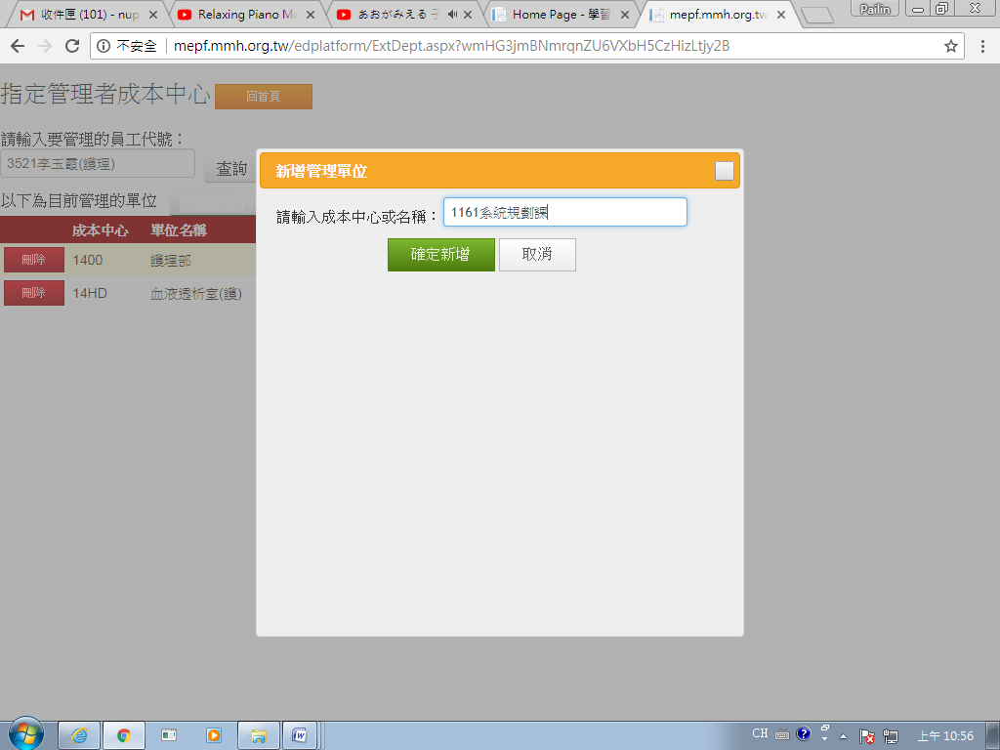 收件匣 (101) - nup
Relaxing Piano Mu
あおがみえる 子
Home Page - 學習
mepf.mmh.org.tw
Pailin
不安全
mepf.mmh.org.tw/edplatform/ExtDept.aspx?wmHG3jmBNmrqnZU6VXbH5CzHizLtjy2B
指定管理者成本中心
回首頁
請輸入要管理的員工代號：
3521李玉霞(護理)
查詢
以下為目前管理的單位
成本中心 單位名稱
刪除 1400 護理部
刪除 14HD 血液透析室(護)
新增管理單位
請輸入成本中心或名稱：
1161系統規劃課
確定新增
取消
CH
上午 10:56